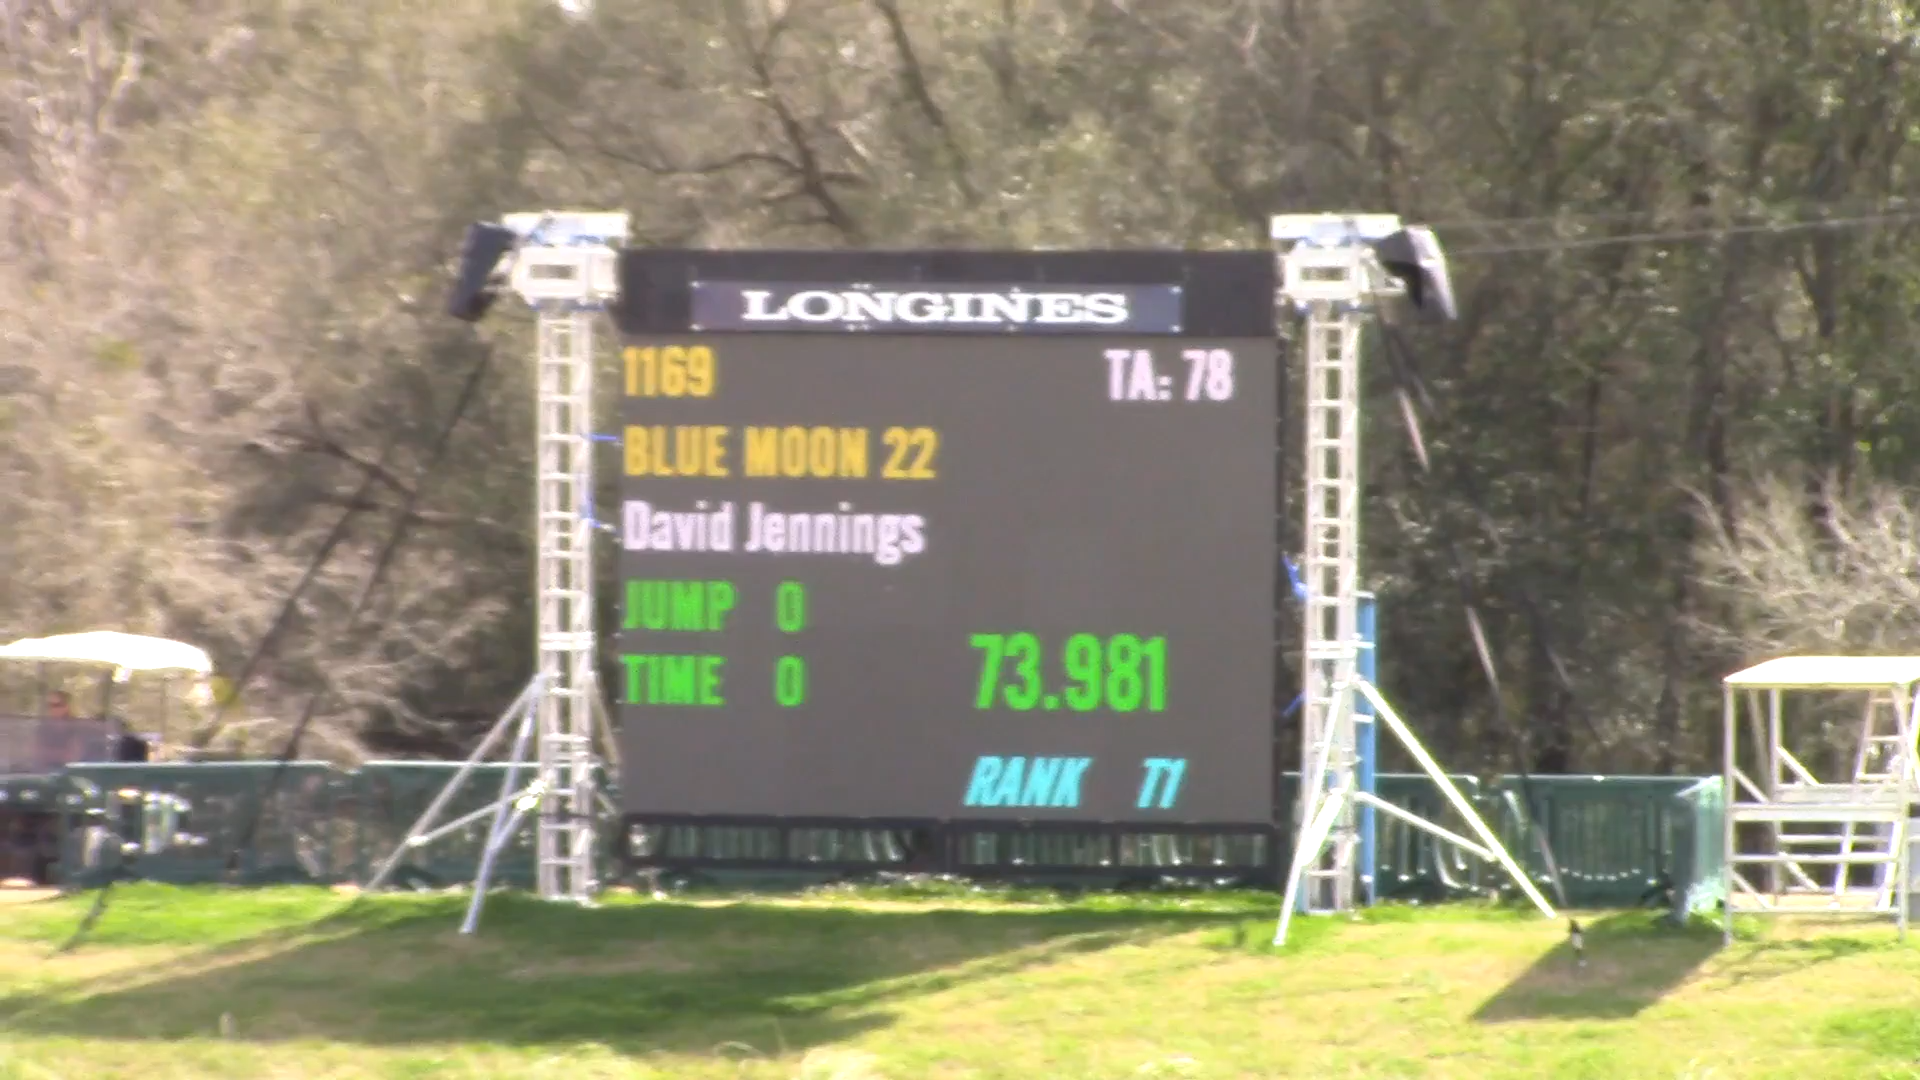 LONGINES
1169 TA: 78
BLUE MOON 22
David Jennings
JUMP 0
TIME 0 73.981
RANK T1